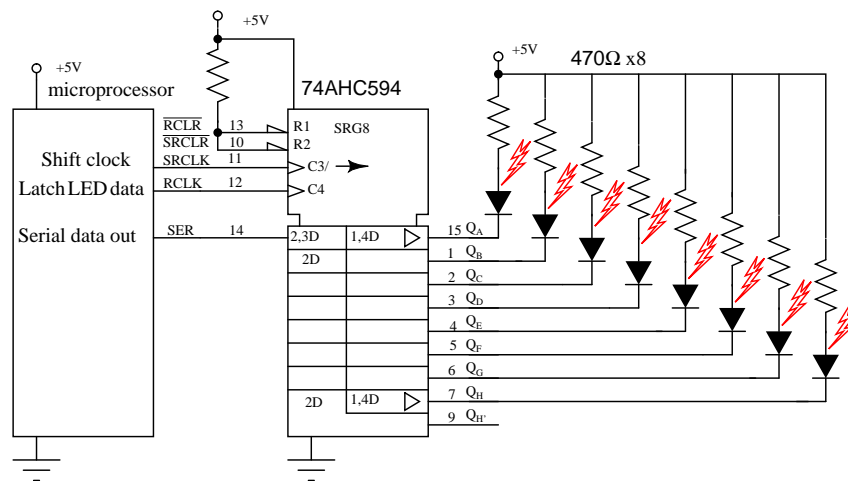 +5V
+5V
470Ω x8
+5V
microprocessor
74AHC594
RCLR 13 R1 SRG8
SRCLR 10 R2
Shift clock SRCLK 11 C3/
Latch LED data RCLK 12 C4
Serial data out SER 14 2,3D 1,4D 15 QA
2D 1 QB
2 QC
3 QD
4 QE
5 QF
6 QG
2D 1,4D 7 QH
9 QH'